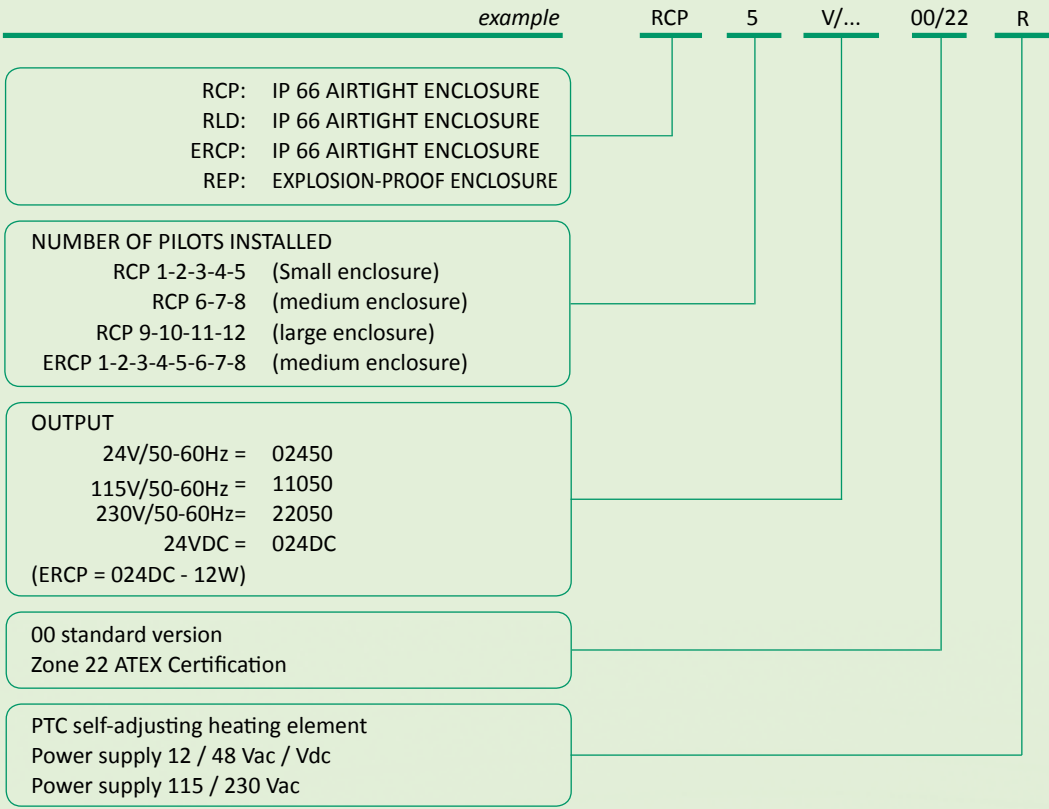 example RCP 5 V/... 00/22 R
RCP: IP 66 AIRTIGHT ENCLOSURE
RLD: IP 66 AIRTIGHT ENCLOSURE
ERCP: IP 66 AIRTIGHT ENCLOSURE
REP: EXPLOSION-PROOF ENCLOSURE
NUMBER OF PILOTS INSTALLED
RCP 1-2-3-4-5 (Small enclosure)
RCP 6-7-8 (medium enclosure)
RCP 9-10-11-12 (large enclosure)
ERCP 1-2-3-4-5-6-7-8 (medium enclosure)
OUTPUT
24V/50-60Hz = 02450
115V/50-60Hz = 11050
230V/50-60Hz= 22050
24VDC = 024DC
(ERCP = 024DC - 12W)
00 standard version
Zone 22 ATEX Certification
PTC self-adjusting heating element
Power supply 12 / 48 Vac / Vdc
Power supply 115 / 230 Vac